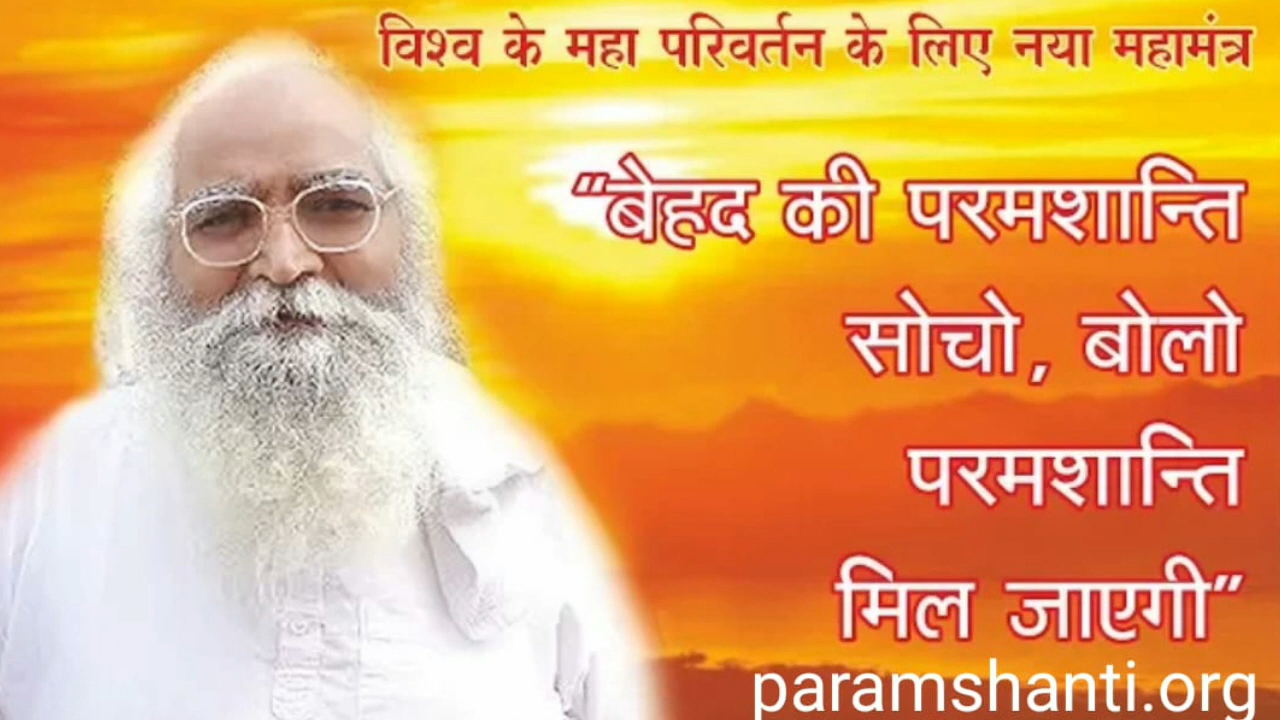 विश्व के महा परिवर्तन के लिए नया महामंत्र
“बेहद की परमशान्ति
सोचो, बोलो
परमशान्ति
मिल जाएगी”
paramshanti.org